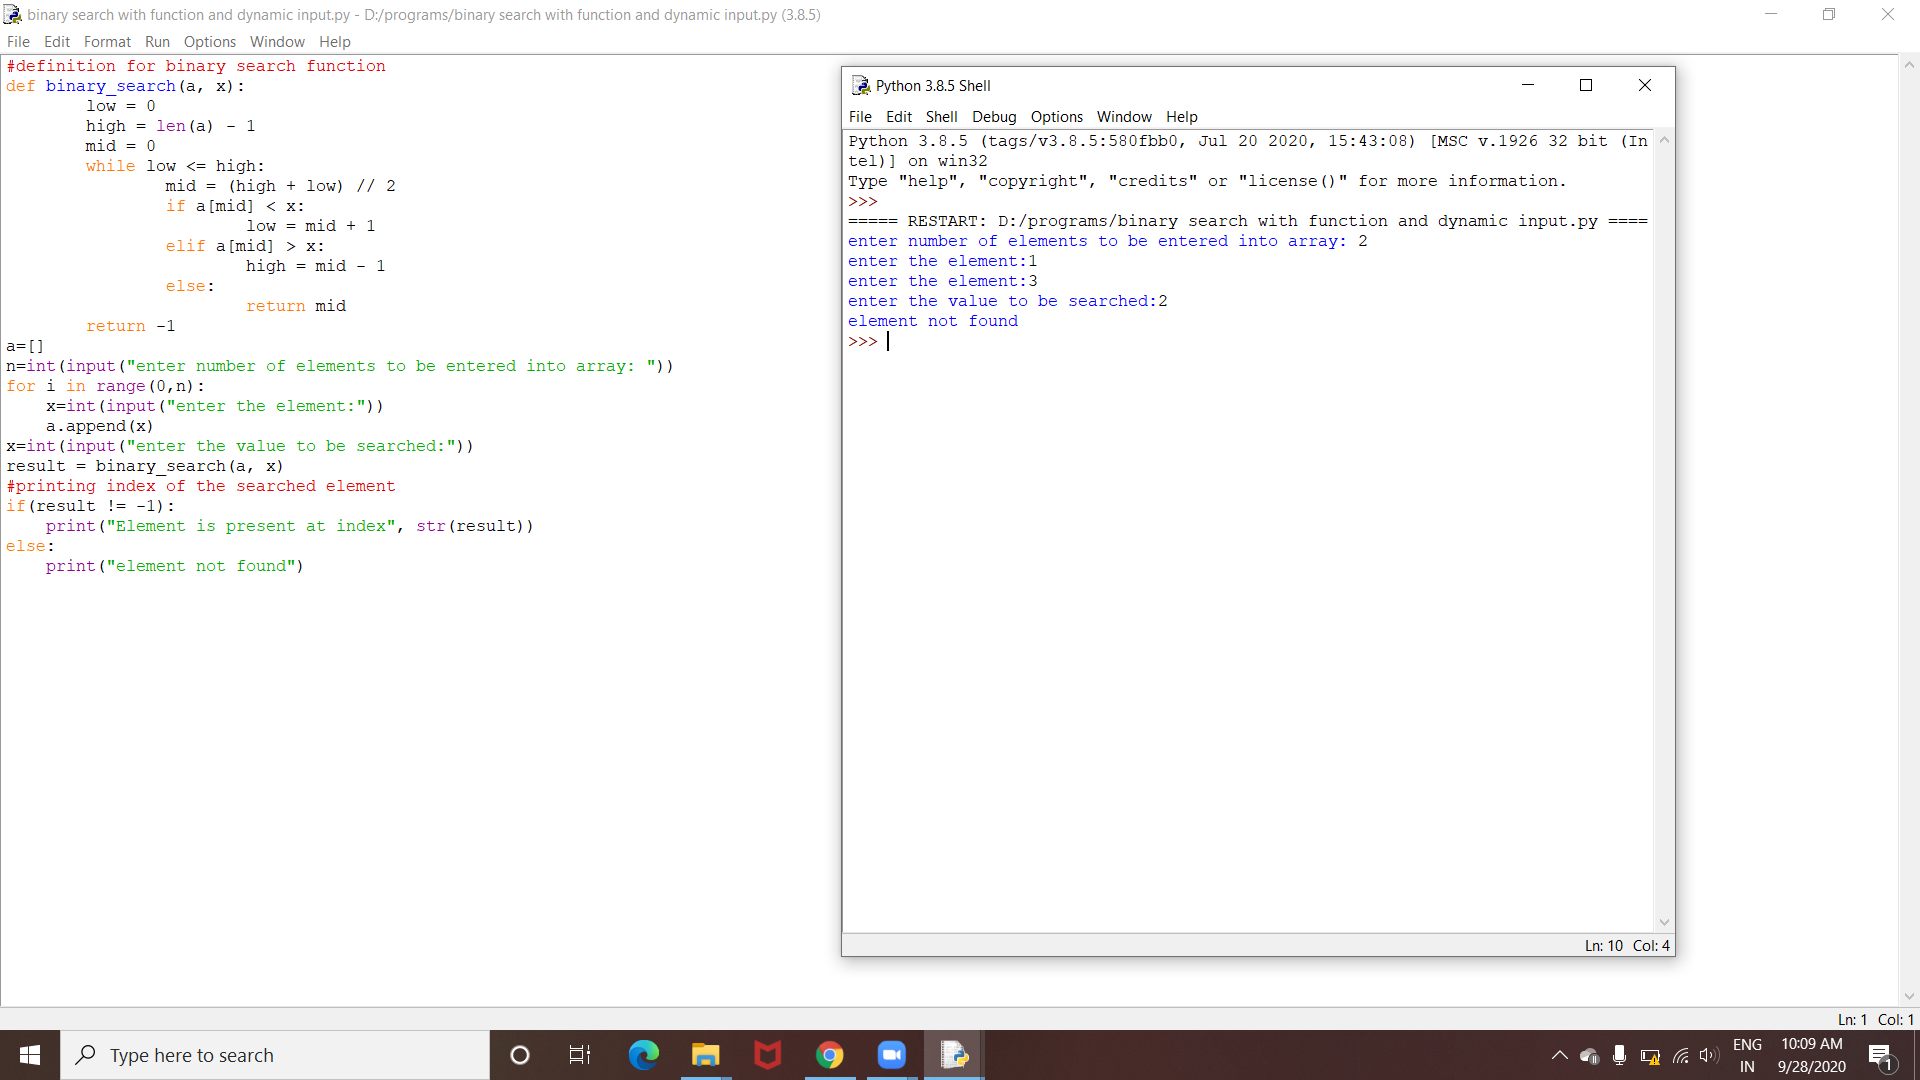 binary search with function and dynamic input.py - D:/programs/binary search with function and dynamic input.py (3.8.5)
File Edit Format Run Options Window Help
#definition for binary search function
def binary_search(a, x):
        low = 0
        high = len(a) - 1
        mid = 0
        while low <= high:
                mid = (high + low) // 2
                if a[mid] < x:
                        low = mid + 1
                elif a[mid] > x:
                        high = mid - 1
                else:
                        return mid
        return -1
a=[]
n=int(input("enter number of elements to be entered into array: "))
for i in range(0,n):
    x=int(input("enter the element:"))
    a.append(x)
x=int(input("enter the value to be searched:"))
result = binary_search(a, x)
#printing index of the searched element
if(result != -1):
    print("Element is present at index", str(result))
else:
    print("element not found")
Python 3.8.5 Shell
File Edit Shell Debug Options Window Help
Python 3.8.5 (tags/v3.8.5:580fbb0, Jul 20 2020, 15:43:08) [MSC v.1926 32 bit (In
tel)] on win32
Type "help", "copyright", "credits" or "license()" for more information.
>>>
===== RESTART: D:/programs/binary search with function and dynamic input.py ====
enter number of elements to be entered into array: 2
enter the element:1
enter the element:3
enter the value to be searched:2
element not found
>>>
Ln: 10 Col: 4
Ln: 1 Col: 1
Type here to search
ENG
IN
10:09 AM
9/28/2020
1